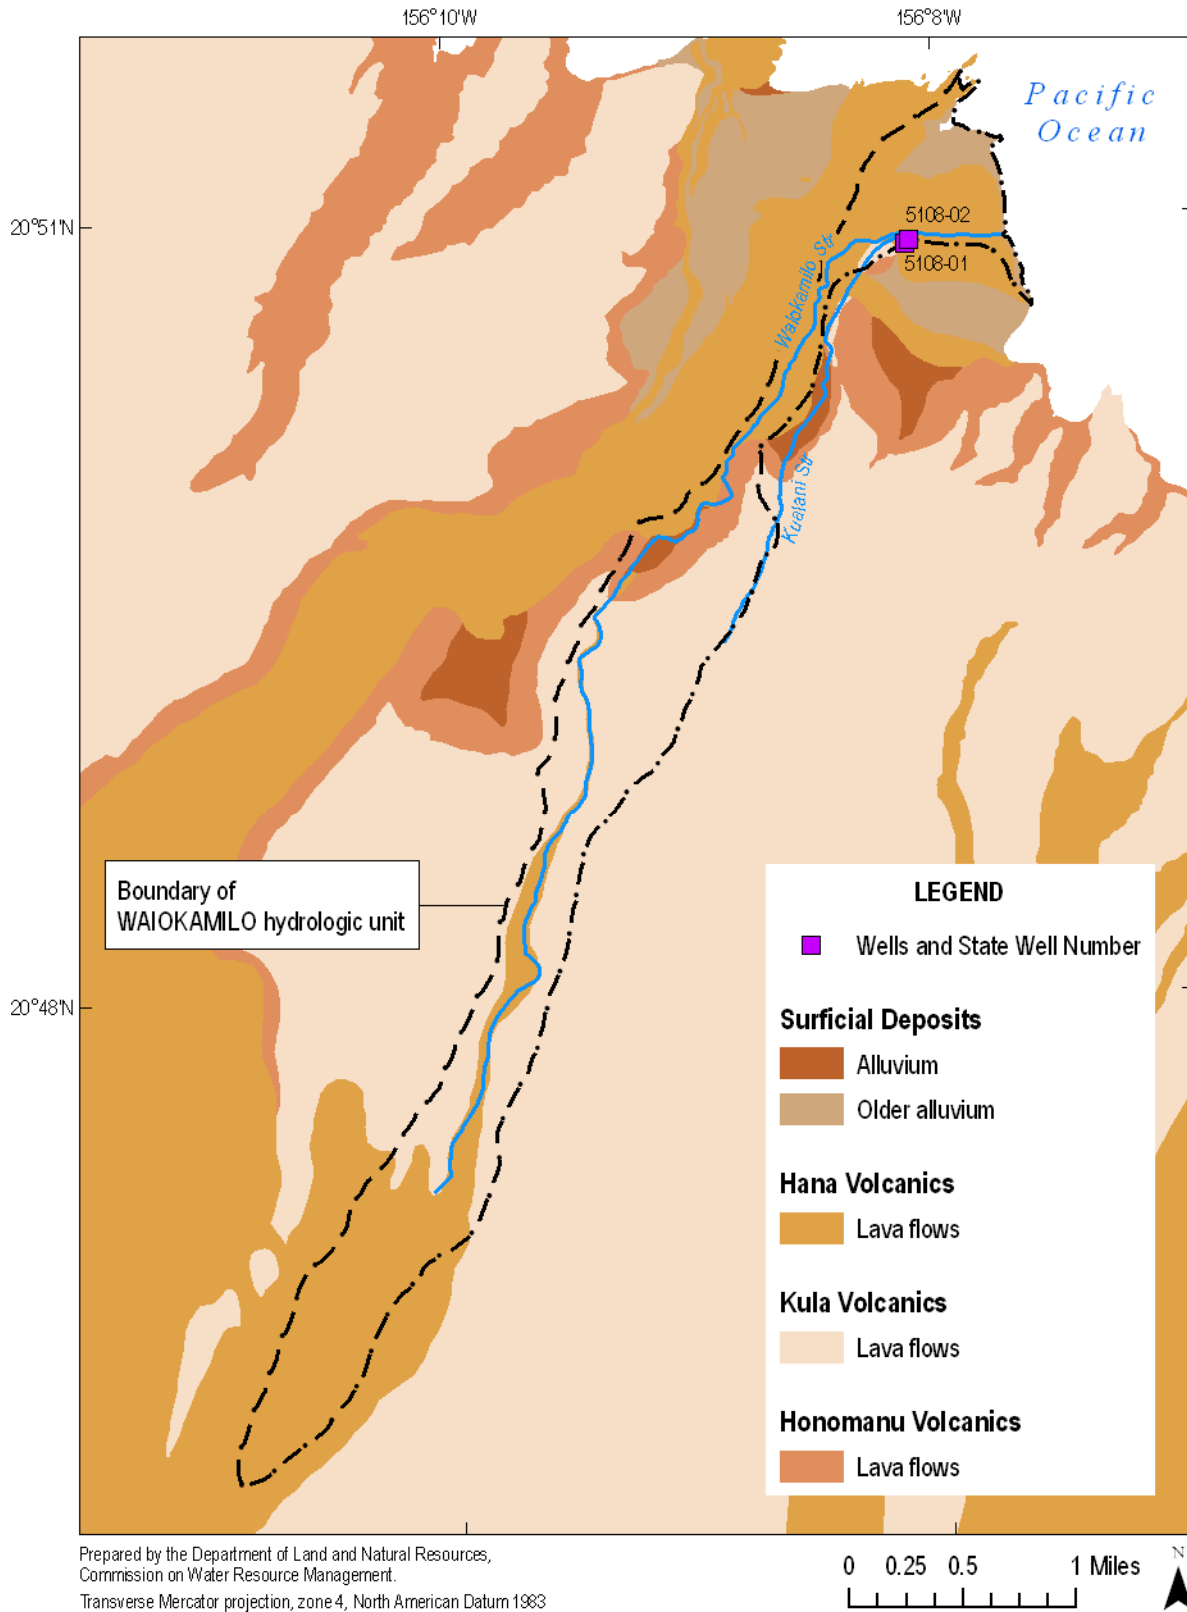 156°10'W
156°8'W
Pacific
Ocean
20°51'N
5108-02
5108-01
Waiokamilo Str
Kualani Str
Boundary of
WAIOKAMILO hydrologic unit
20°48'N
LEGEND
Wells and State Well Number
Surficial Deposits
Alluvium
Older alluvium
Hana Volcanics
Lava flows
Kula Volcanics
Lava flows
Honomanu Volcanics
Lava flows
Prepared by the Department of Land and Natural Resources,
Commission on Water Resource Management.
Transverse Mercator projection, zone 4, North American Datum 1983
0 0.25 0.5 1 Miles
N